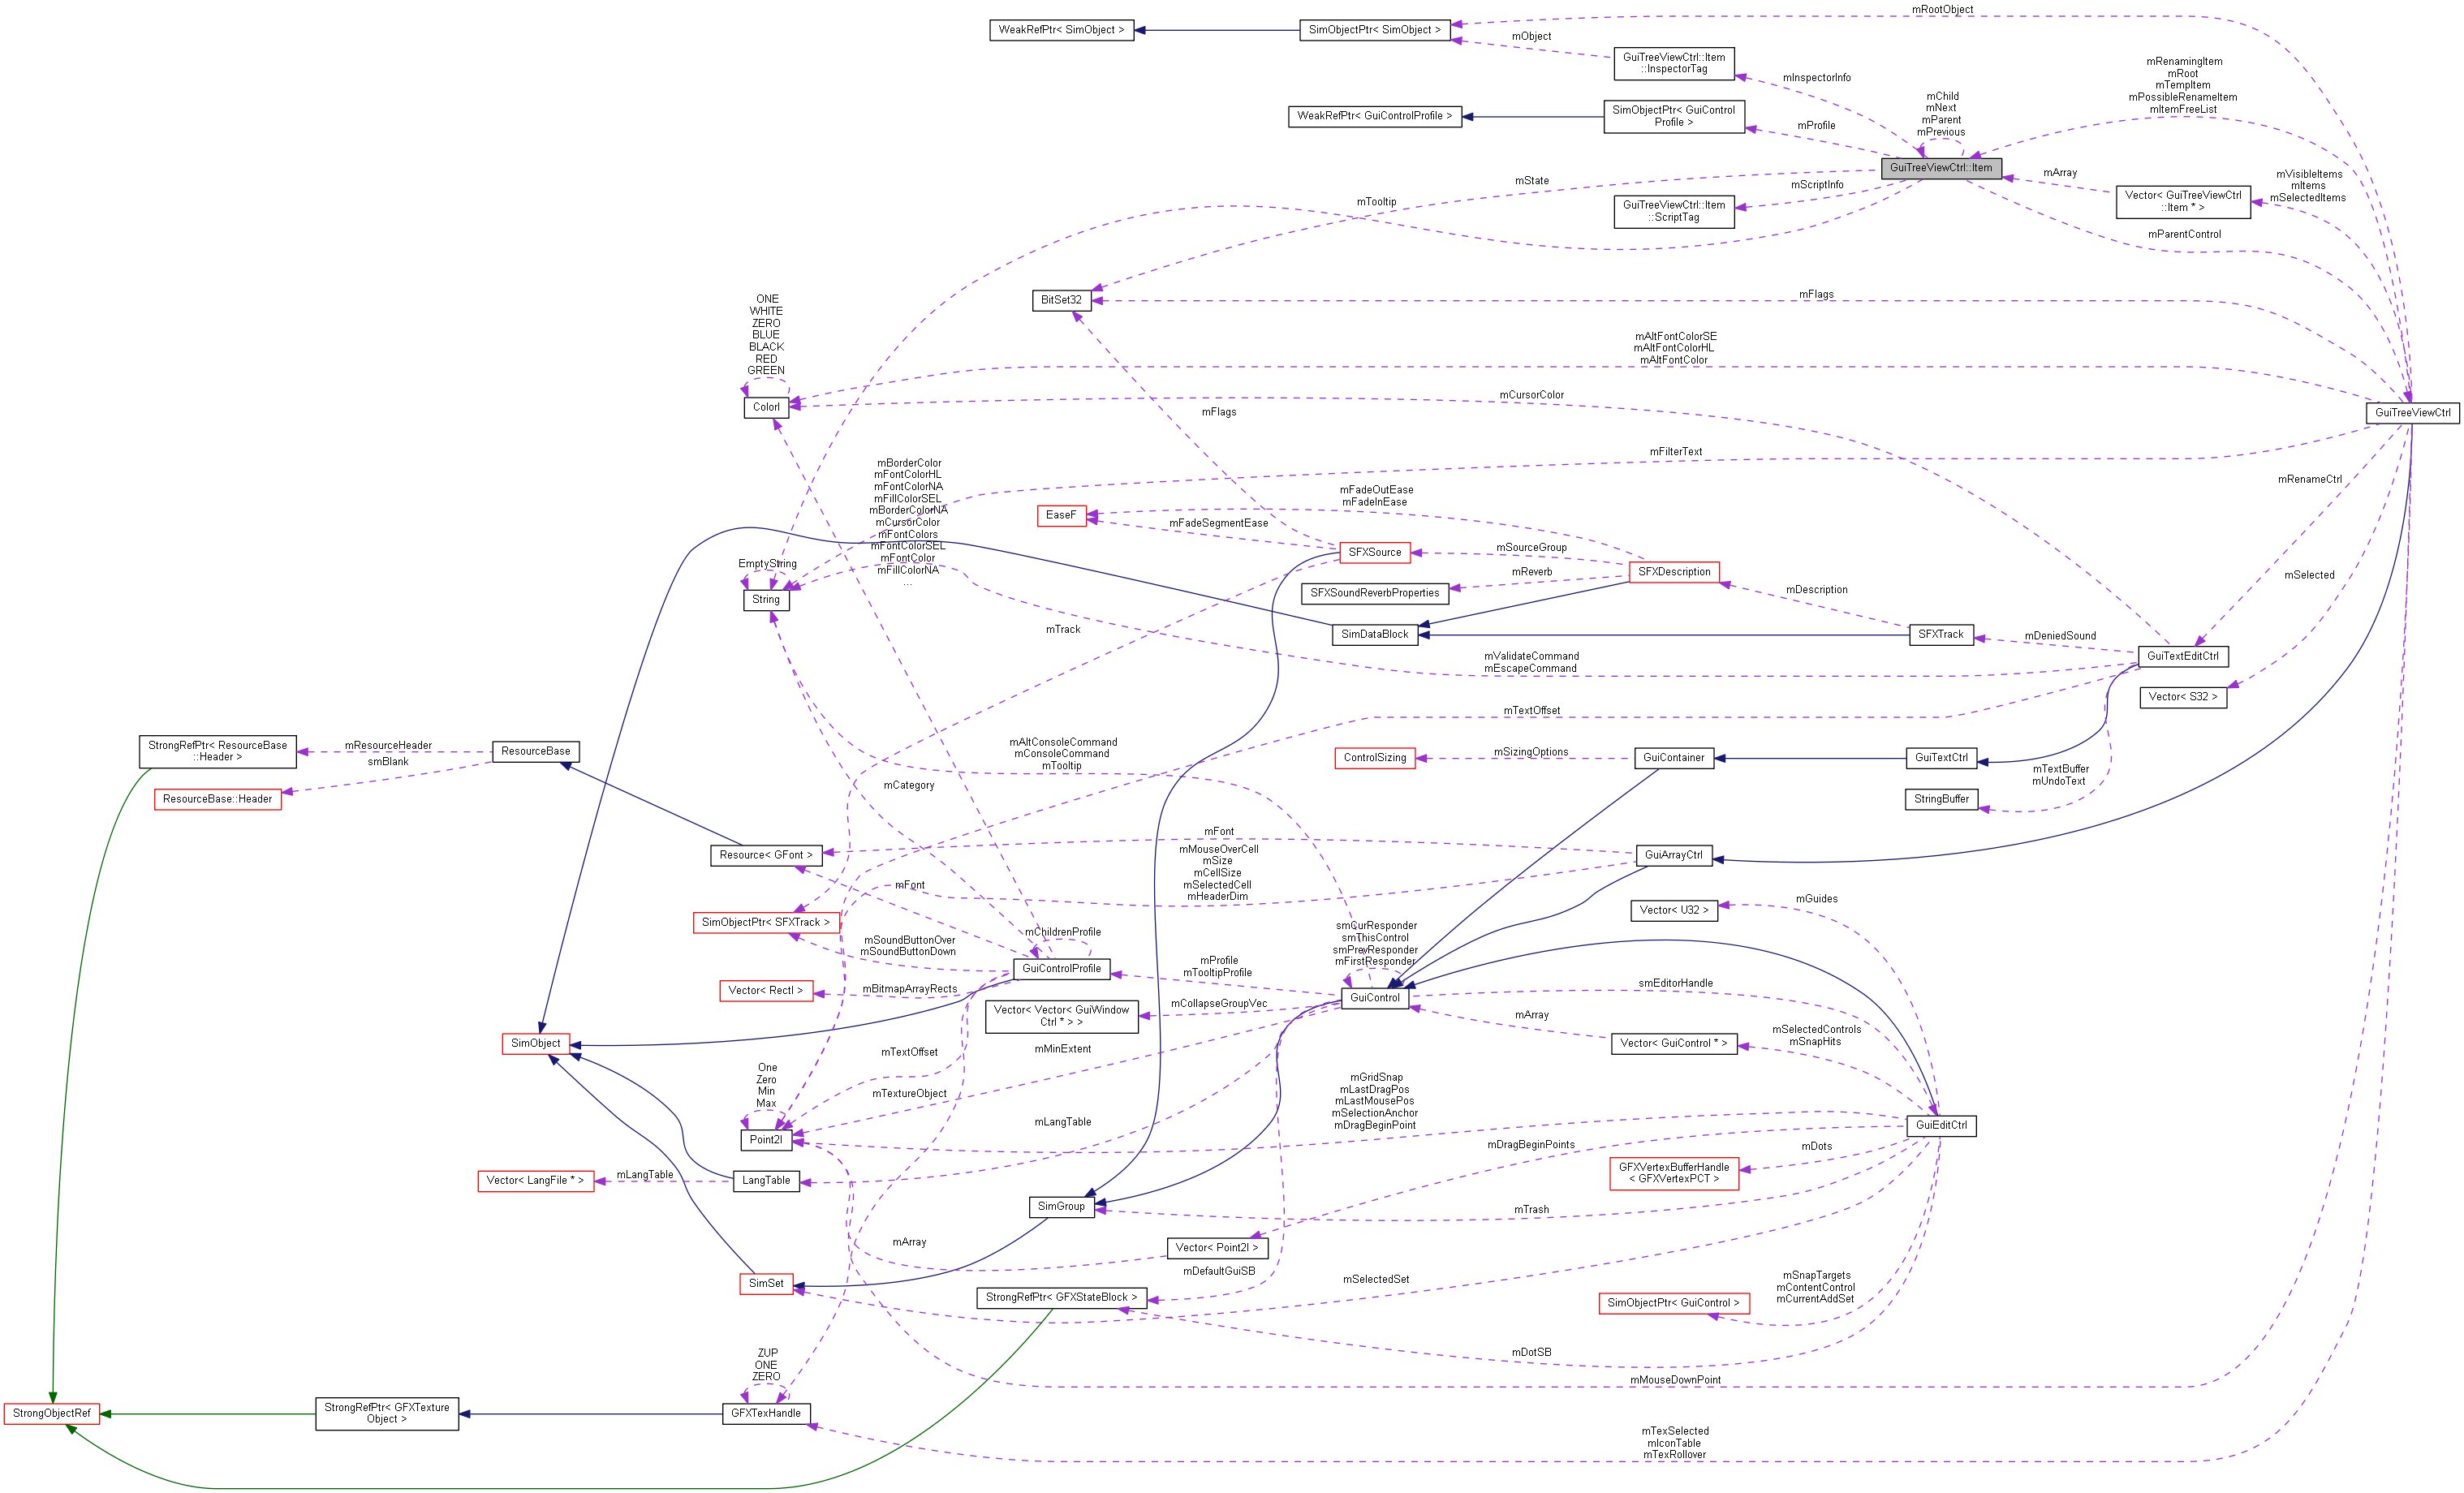 mRootObject
WeakRefPtr< SimObject >
SimObjectPtr< SimObject >
mObject
GuiTreeViewCtrl::Item
::InspectorTag
mInspectorInfo
mRenamingItem
mRoot
mTempItem
mPossibleRenameItem
mItemFreeList
mChild
mNext
mParent
mPrevious
WeakRefPtr< GuiControlProfile >
SimObjectPtr< GuiControl
Profile >
mProfile
GuiTreeViewCtrl::Item
mArray
mVisibleItems
mItems
mSelectedItems
mState
mScriptInfo
mTooltip
GuiTreeViewCtrl::Item
::ScriptTag
Vector< GuiTreeViewCtrl
::Item * >
mParentControl
BitSet32
mFlags
ONE
WHITE
ZERO
BLUE
BLACK
RED
GREEN
mAltFontColorSE
mAltFontColorHL
mAltFontColor
ColorI
mCursorColor
mFlags
GuiTreeViewCtrl
mFilterText
mBorderColor
mFontColorHL
mFontColorNA
mFillColorSEL
mBorderColorNA
mCursorColor
mFontColors
mFontColorSEL
mFontColor
mFillColorNA
...
mFadeOutEase
mFadeInEase
mRenameCtrl
EaseF
mFadeSegmentEase
SFXSource
mSourceGroup
EmptyString
mReverb
SFXDescription
mSelected
String
SFXSoundReverbProperties
mDescription
mTrack
SimDataBlock
SFXTrack
mDeniedSound
mValidateCommand
mEscapeCommand
GuiTextEditCtrl
Vector< S32 >
mTextOffset
StrongRefPtr< ResourceBase
::Header >
mResourceHeader
smBlank
ResourceBase
mAltConsoleCommand
mConsoleCommand
mTooltip
ControlSizing
mSizingOptions
GuiContainer
GuiTextCtrl
mTextBuffer
mUndoText
ResourceBase::Header
mCategory
StringBuffer
mFont
Resource< GFont >
mMouseOverCell
mSize
mCellSize
mSelectedCell
mHeaderDim
GuiArrayCtrl
mFont
mGuides
SimObjectPtr< SFXTrack >
mChildrenProfile
Vector< U32 >
mSoundButtonOver
mSoundButtonDown
smCurResponder
smThisControl
smPrevResponder
mFirstResponder
GuiControlProfile
mProfile
mTooltipProfile
smEditorHandle
Vector< RectI >
mBitmapArrayRects
GuiControl
Vector< Vector< GuiWindow
Ctrl * > >
mCollapseGroupVec
mArray
mSelectedControls
mSnapHits
SimObject
mTextOffset
mMinExtent
Vector< GuiControl * >
One
Zero
Min
Max
mTextureObject
mGridSnap
mLastDragPos
mLastMousePos
mSelectionAnchor
mDragBeginPoint
Point2I
mLangTable
GuiEditCtrl
mDragBeginPoints
mDots
Vector< LangFile * >
mLangTable
LangTable
GFXVertexBufferHandle
< GFXVertexPCT >
SimGroup
mTrash
mArray
Vector< Point2I >
SimSet
mDefaultGuiSB
mSelectedSet
StrongRefPtr< GFXStateBlock >
SimObjectPtr< GuiControl >
mSnapTargets
mContentControl
mCurrentAddSet
ZUP
ONE
ZERO
mDotSB
mMouseDownPoint
StrongObjectRef
StrongRefPtr< GFXTexture
Object >
GFXTexHandle
mTexSelected
mIconTable
mTexRollover